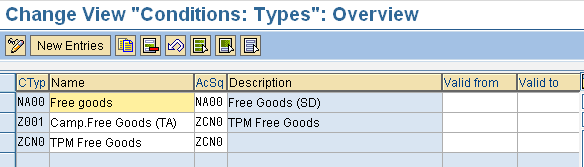 Change View "Conditions: Types": Overview
New Entries
CTyp Name AcSq Description Valid from Valid to
NA00 Free goods NA00 Free Goods (SD)
Z001 Camp.Free Goods (TA) ZCN0 TPM Free Goods
ZCN0 TPM Free Goods ZCN0